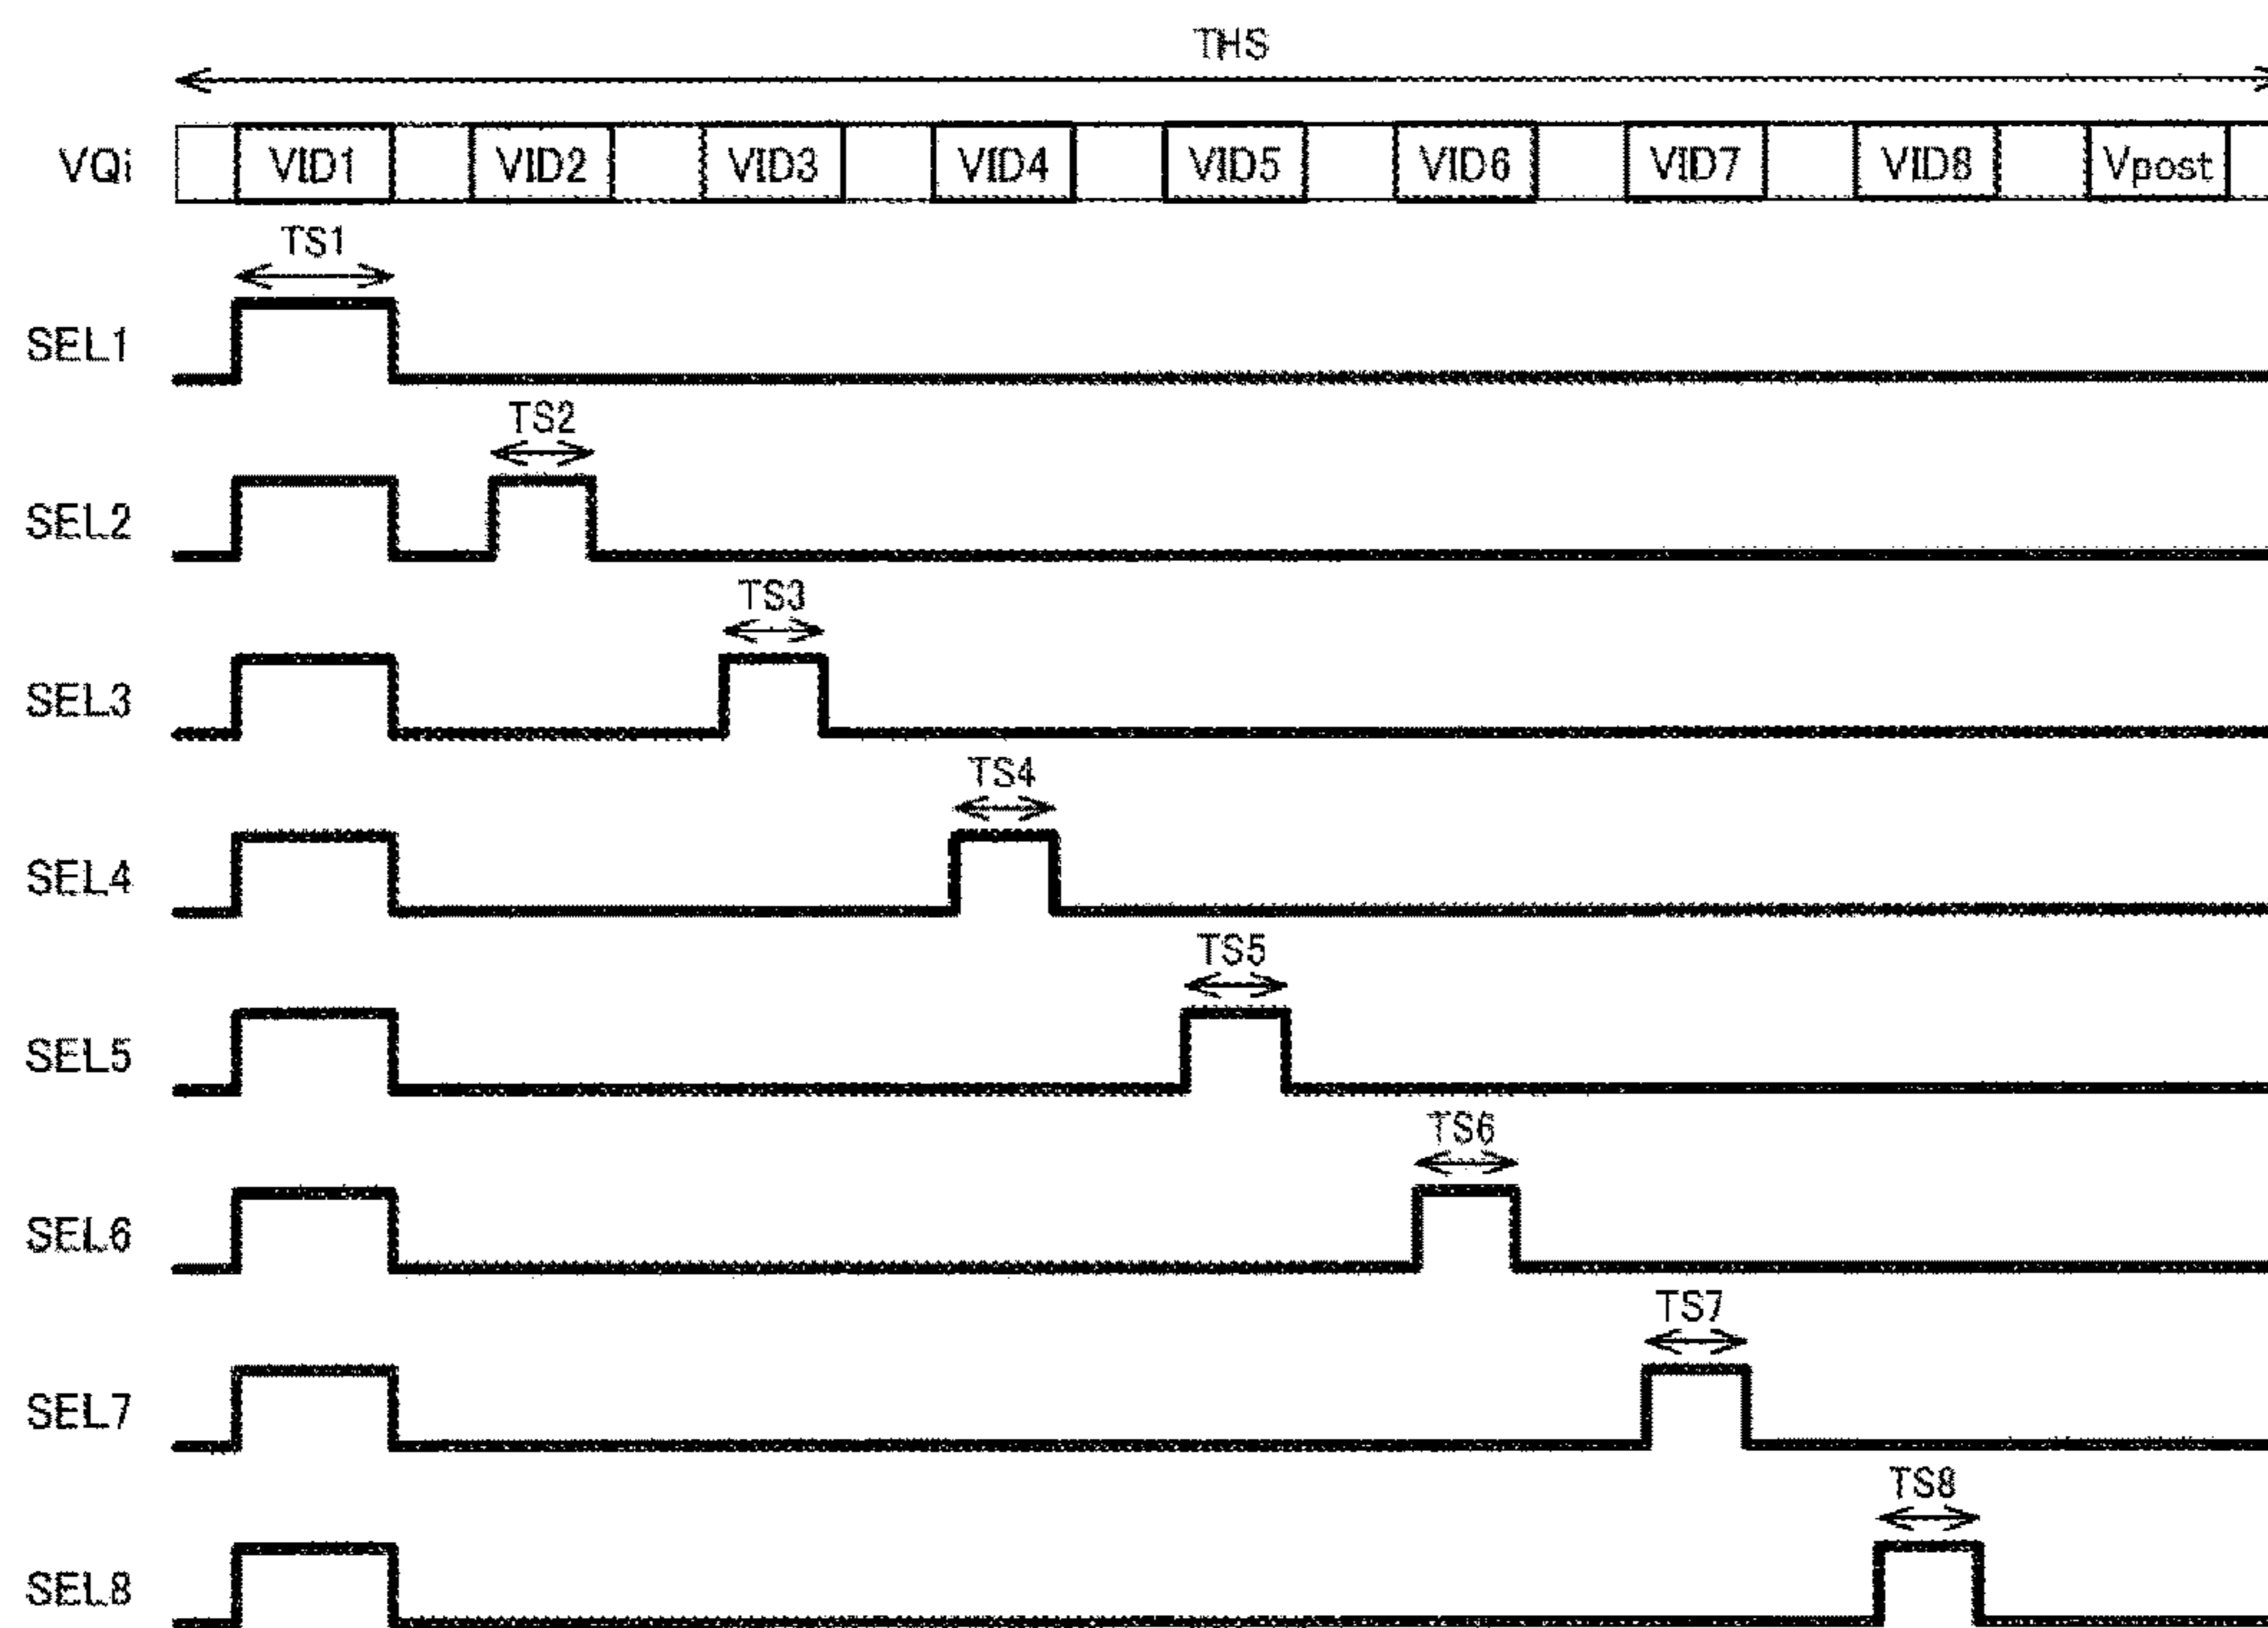 THS
VQi VID1 VID2 VID3 VID4 VID5 VID6 VID7 VID8 Vpost
TS1
SEL1
TS2
SEL2
TS3
SEL3
TS4
SEL4
TS5
SEL5
TS6
SEL6
TS7
SEL7
TS8
SEL8